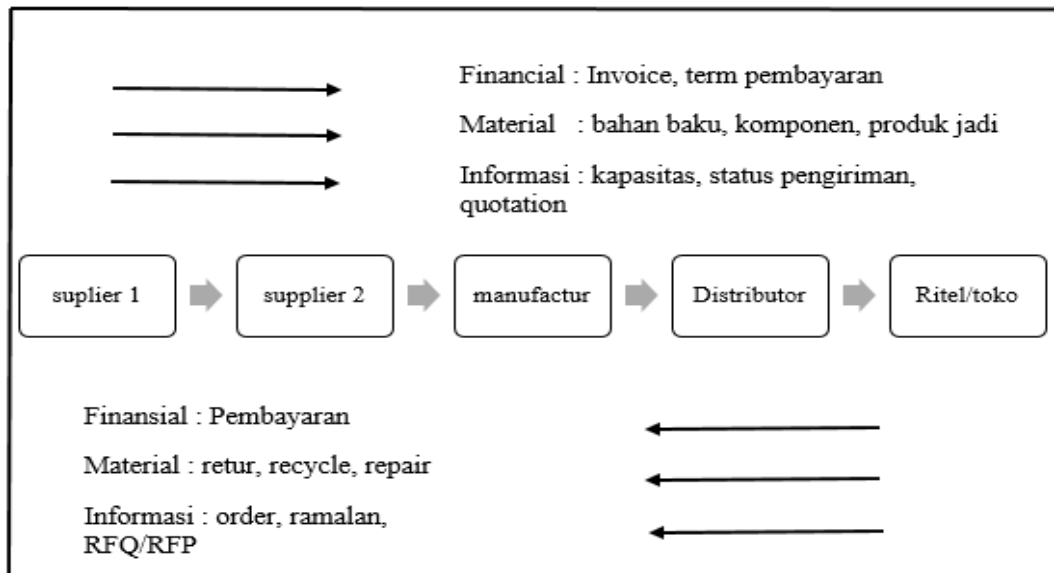 Financial : Invoice, term pembayaran
Material : bahan baku, komponen, produk jadi
Informasi : kapasitas, status pengiriman,
quotation
suplier 1
supplier 2
manufactur
Distributor
Ritel/toko
Finansial : Pembayaran
Material : retur, recycle, repair
Informasi : order, ramalan,
RFQ/RFP